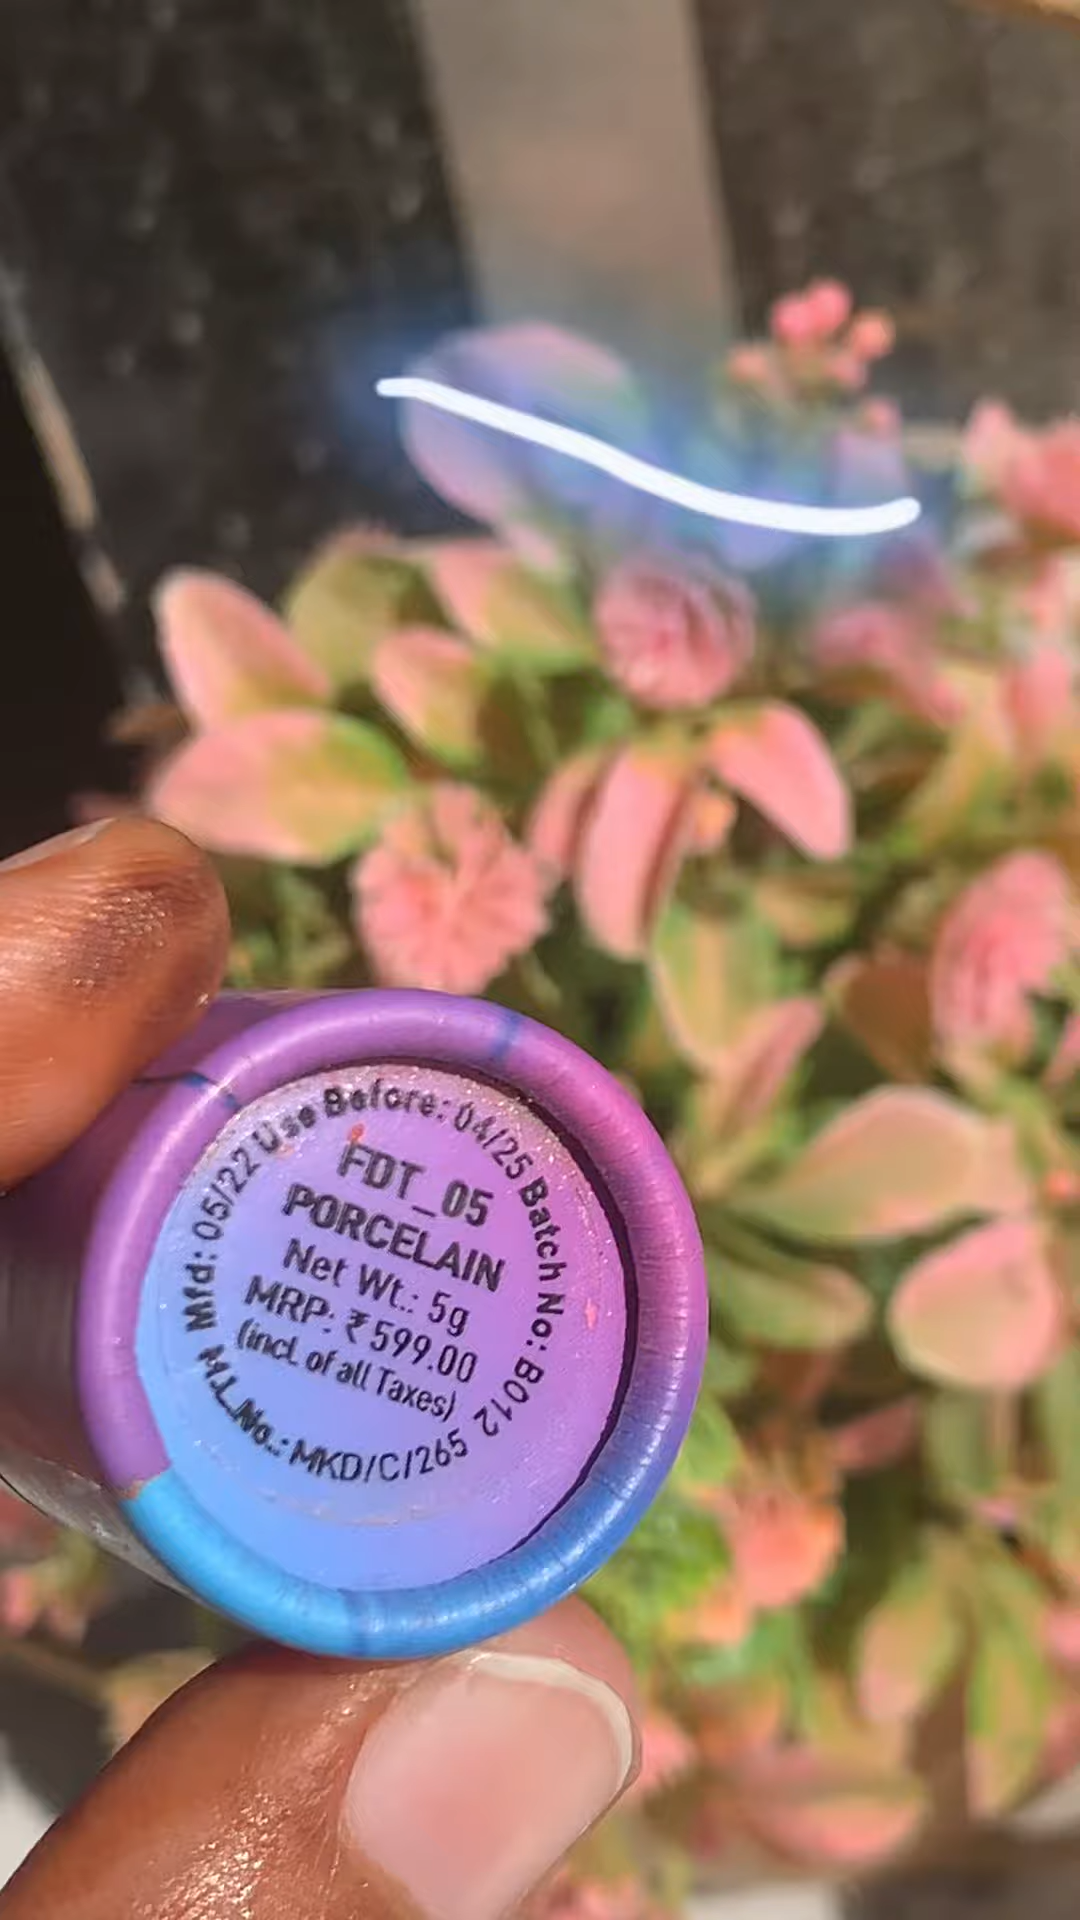 Mfd: 05/22 Use Before: 04/25 Batch No: B012
FDT_05
PORCELAIN
Net Wt.: 5g
MRP: ₹599.00
(incl. of all Taxes)
M.L.No.: MKD/C/265